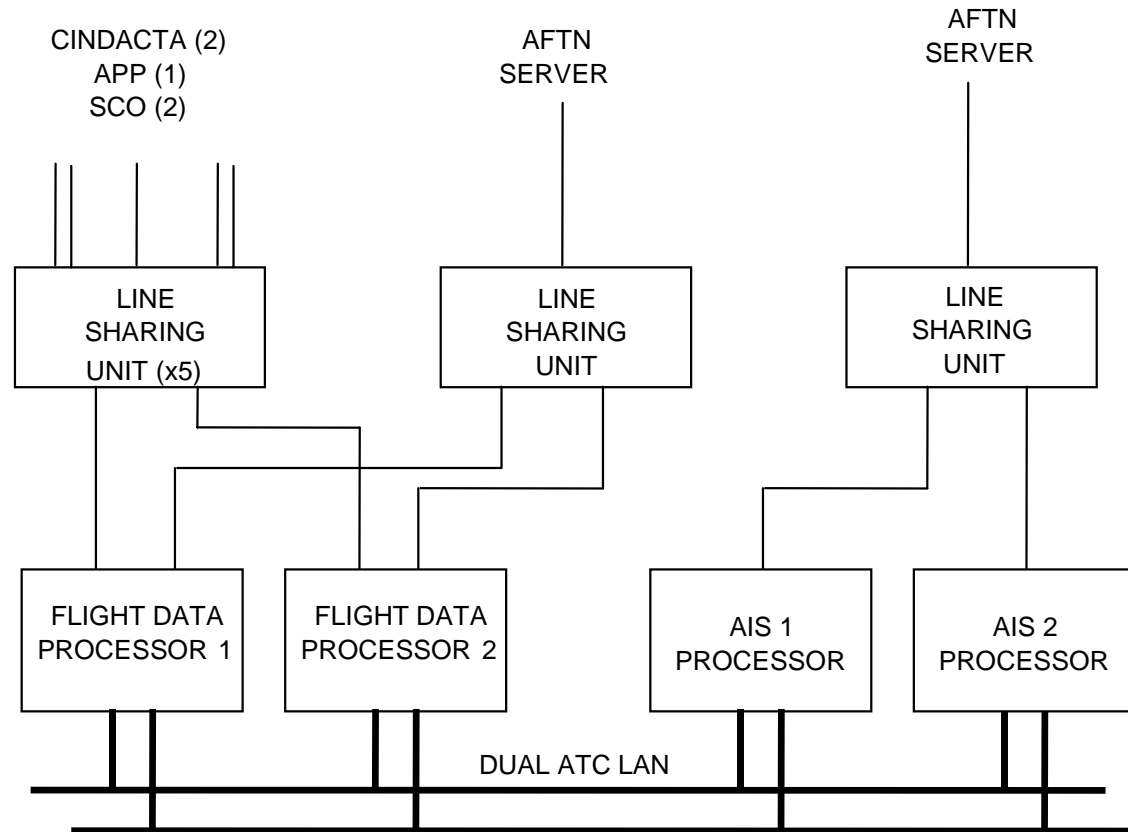 CINDACTA (2)
APP (1)
SCO (2)
AFTN
SERVER
AFTN
SERVER
LINE
SHARING
UNIT (x5)
LINE
SHARING
UNIT
LINE
SHARING
UNIT
FLIGHT DATA
PROCESSOR 1
FLIGHT DATA
PROCESSOR 2
AIS 1
PROCESSOR
AIS 2
PROCESSOR
DUAL ATC LAN